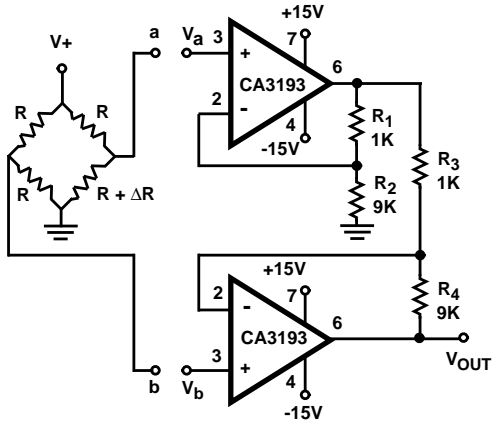 +15V
a
Va
3
7
V+
+
6
CA3193
R
R
2
-
R1
1K
4
-15V
R3
1K
R
R + ΔR
R2
9K
+15V
2
7
-
R4
9K
CA3193
6
3
+
VOUT
b
Vb
4
-15V